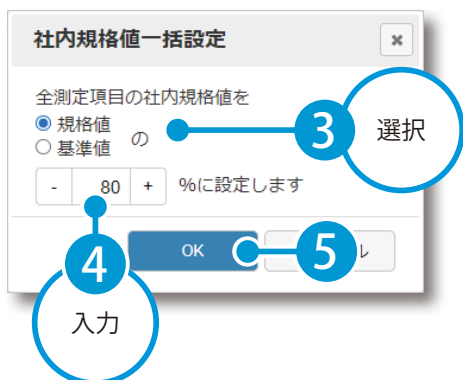 社内規格値一括設定
全測定項目の社内規格値を
規格値
基準値
の
3
選択
- 80 + %に設定します
4
入力
OK
5
ル